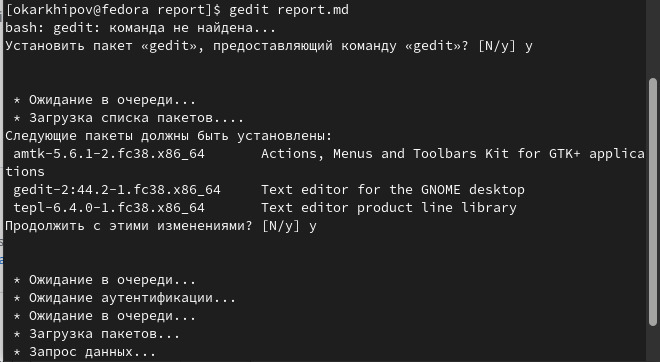 [okarkhipov@fedora report]$ gedit report.md
bash: gedit: команда не найдена...
Установить пакет «gedit», предоставляющий команду «gedit»? [N/y] y
* Ожидание в очереди...
* Загрузка списка пакетов....
Следующие пакеты должны быть установлены:
amtk-5.6.1-2.fc38.x86_64 Actions, Menus and Toolbars Kit for GTK+ applica
tions
gedit-2:44.2-1.fc38.x86_64 Text editor for the GNOME desktop
tepl-6.4.0-1.fc38.x86_64 Text editor product line library
Продолжить с этими изменениями? [N/y] y
* Ожидание в очереди...
* Ожидание аутентификации...
* Ожидание в очереди...
* Загрузка пакетов...
* Запрос данных...